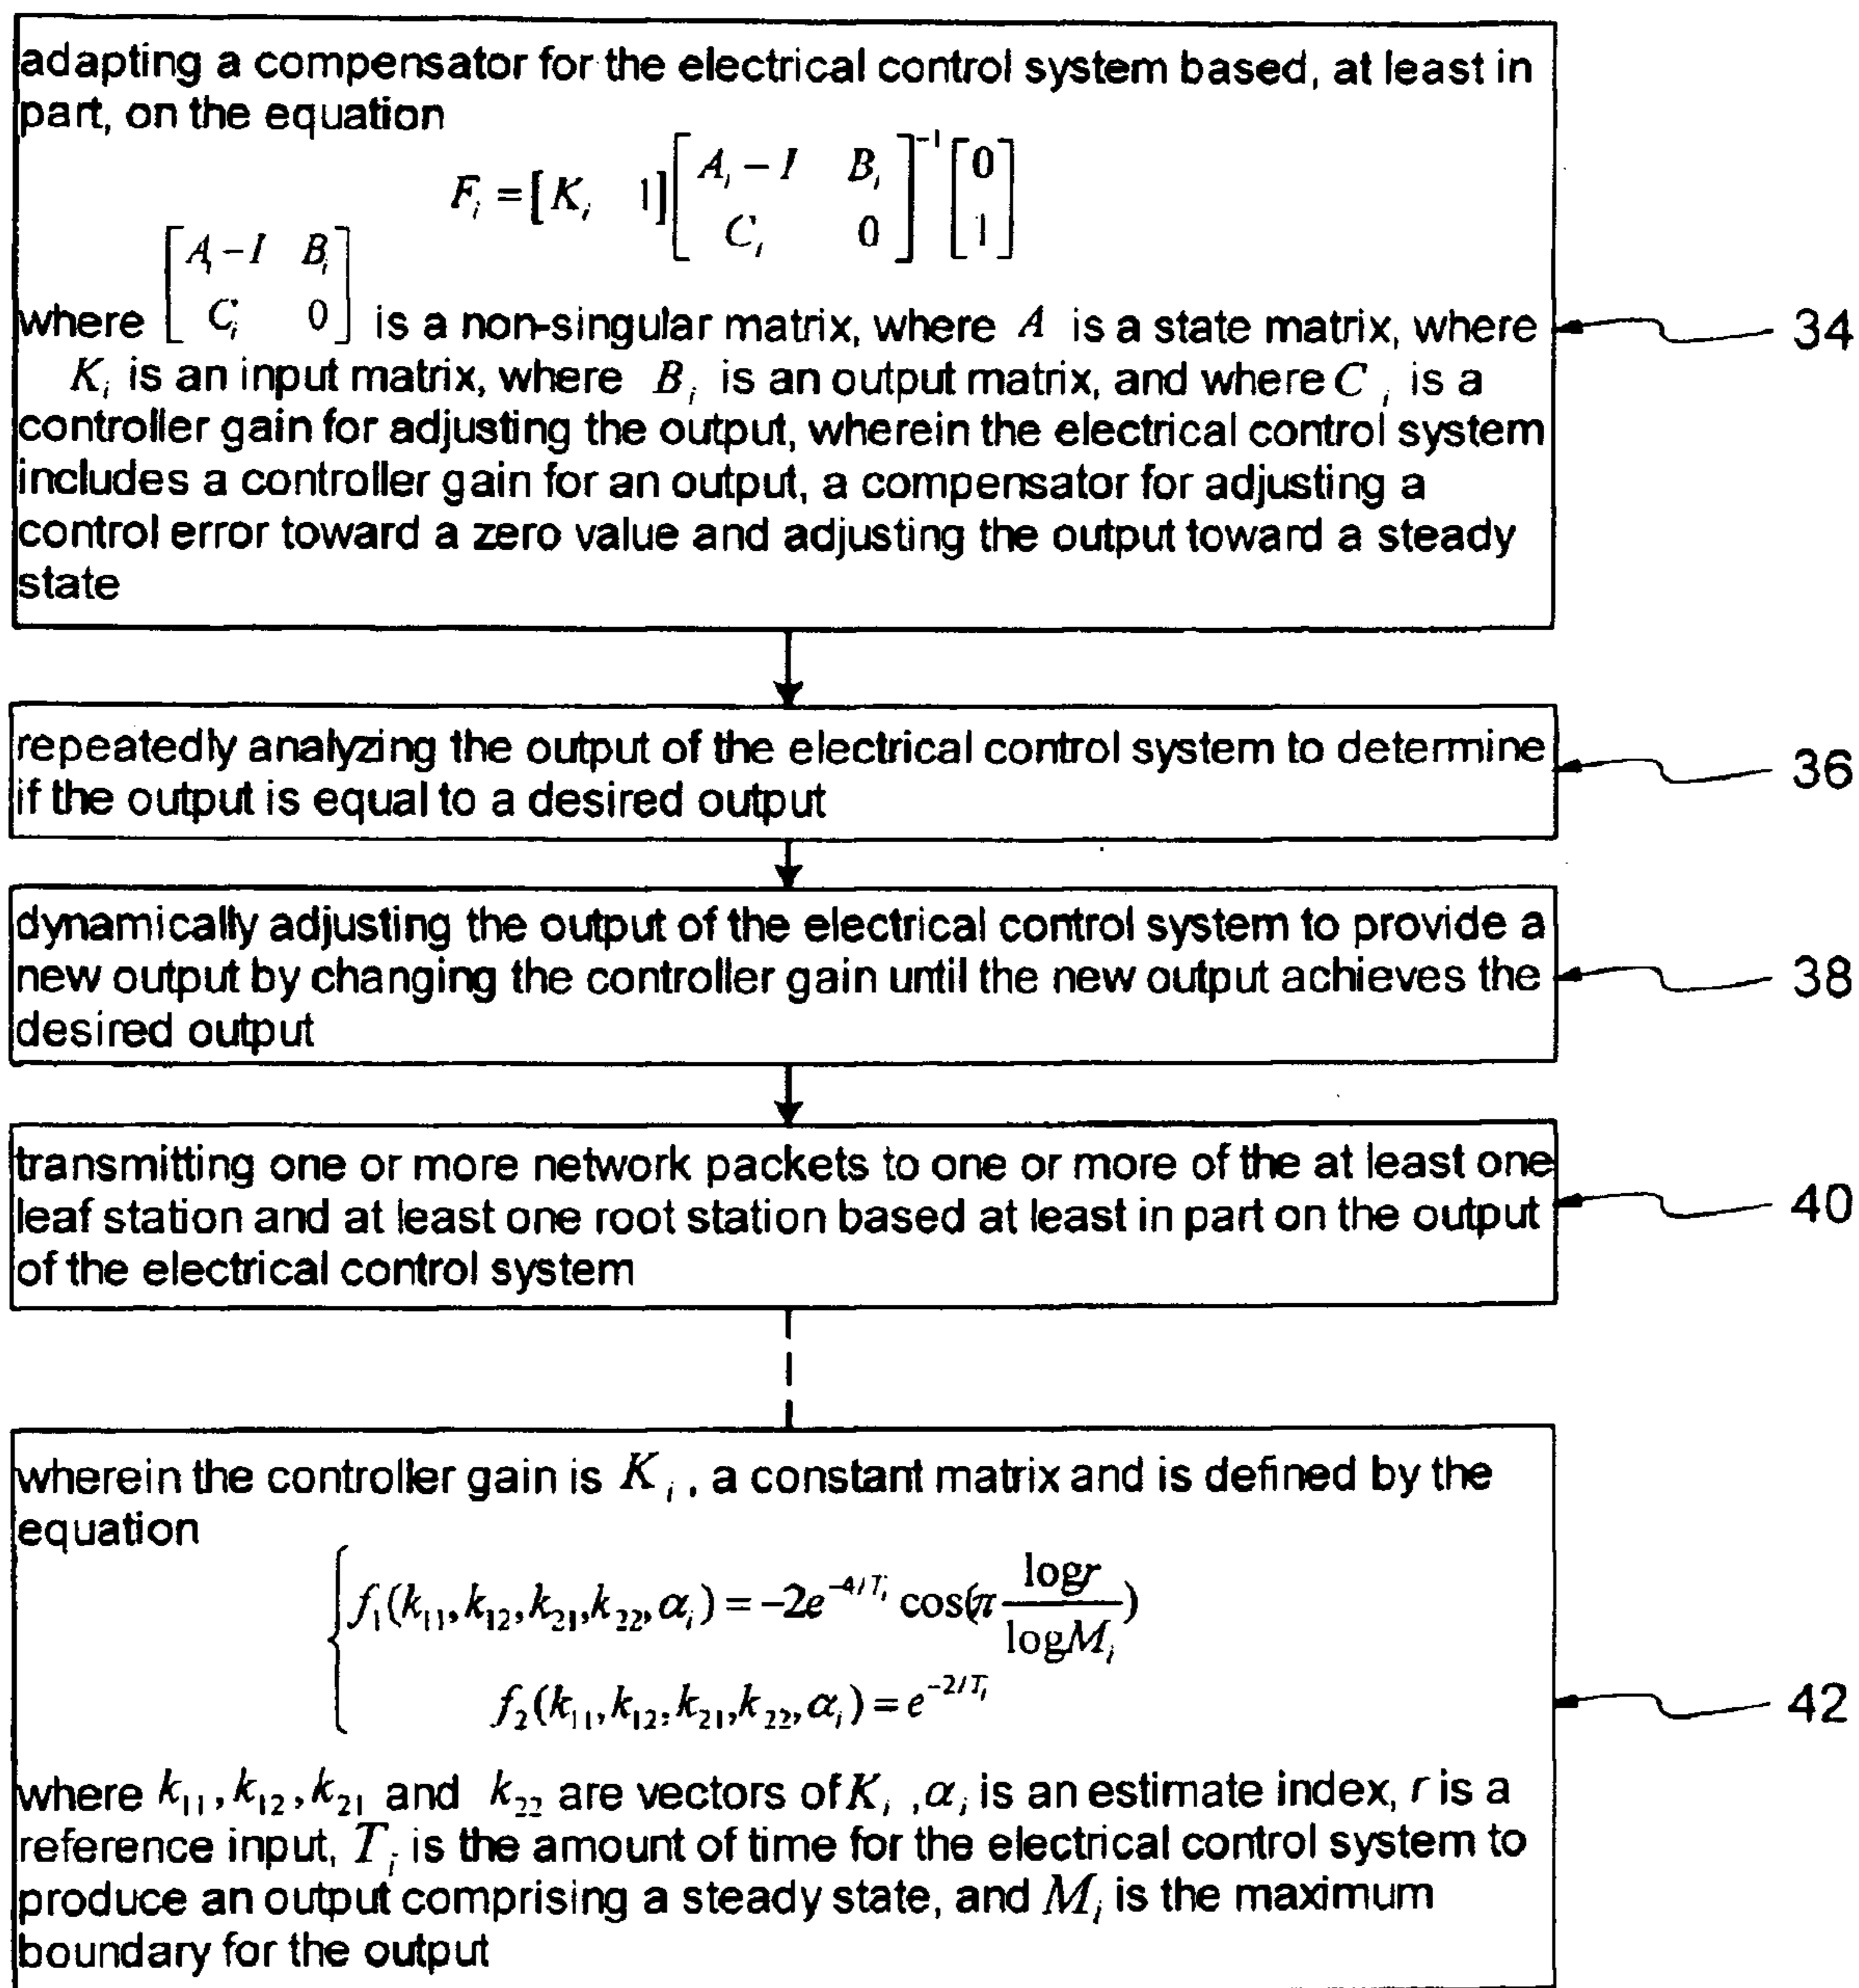 adapting a compensator for the electrical control system based, at least in
part, on the equation
F_i = [K_i 1] [A_i − I B_i; C_i 0]^{-1} [0; 1]
where [A_i − I B_i; C_i 0] is a non-singular matrix, where A is a state matrix, where
K_i is an input matrix, where B_i is an output matrix, and where C_i is a
controller gain for adjusting the output, wherein the electrical control system
includes a controller gain for an output, a compensator for adjusting a
control error toward a zero value and adjusting the output toward a steady
state
34
repeatedly analyzing the output of the electrical control system to determine
if the output is equal to a desired output
36
dynamically adjusting the output of the electrical control system to provide a
new output by changing the controller gain until the new output achieves the
desired output
38
transmitting one or more network packets to one or more of the at least one
leaf station and at least one root station based at least in part on the output
of the electrical control system
40
wherein the controller gain is K_i, a constant matrix and is defined by the
equation
{ f_1(k_11, k_12, k_21, k_22, α_i) = −2e^{-4/T_i} cos(π logr / logM_i)
f_2(k_11, k_12, k_21, k_22, α_i) = e^{-2/T_i}
where k_11, k_12, k_21 and k_22 are vectors of K_i, α_i is an estimate index, r is a
reference input, T_i is the amount of time for the electrical control system to
produce an output comprising a steady state, and M_i is the maximum
boundary for the output
42